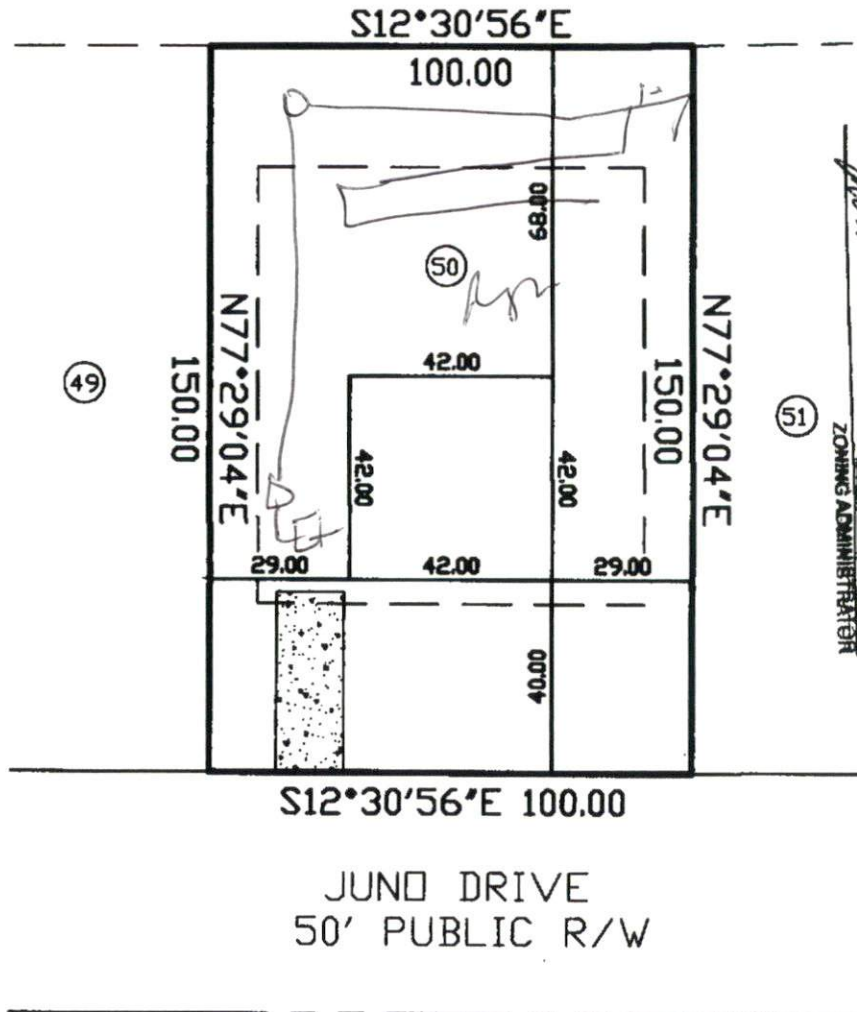 S12°30'56"E
100.00
68.00
50
N77°29'04"E
150.00
N77°29'04"E
150.00
49
51
42.00
42.00
42.00
ZONING ADMINISTRATOR
29.00
42.00
29.00
40.00
S12°30'56"E 100.00
JUNO DRIVE
50' PUBLIC R/W